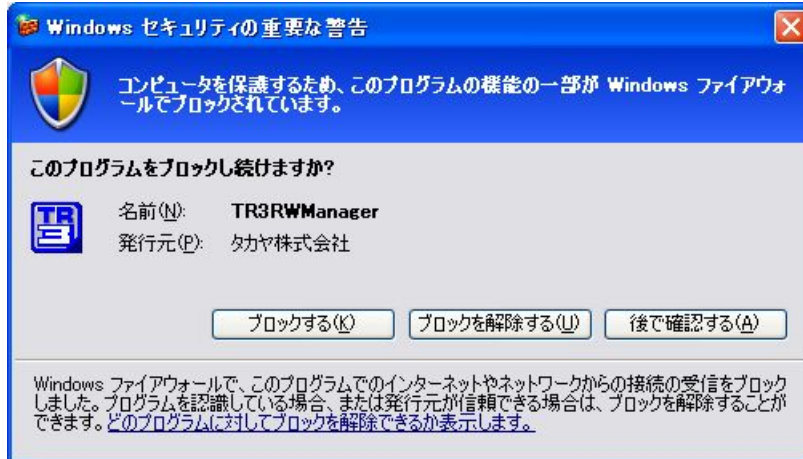 Windows セキュリティの重要な警告
コンピュータを保護するため、このプログラムの機能の一部が Windows ファイアウォ
ールでブロックされています。
このプログラムをブロックし続けますか?
TR3
名前(N): TR3RWManager
発行元(P): タカヤ株式会社
ブロックする(K) ブロックを解除する(U) 後で確認する(A)
Windows ファイアウォールで、このプログラムでのインターネットやネットワークからの接続の受信をブロック
しました。プログラムを認識している場合、または発行元が信頼できる場合は、ブロックを解除することが
できます。どのプログラムに対してブロックを解除できるか表示します。